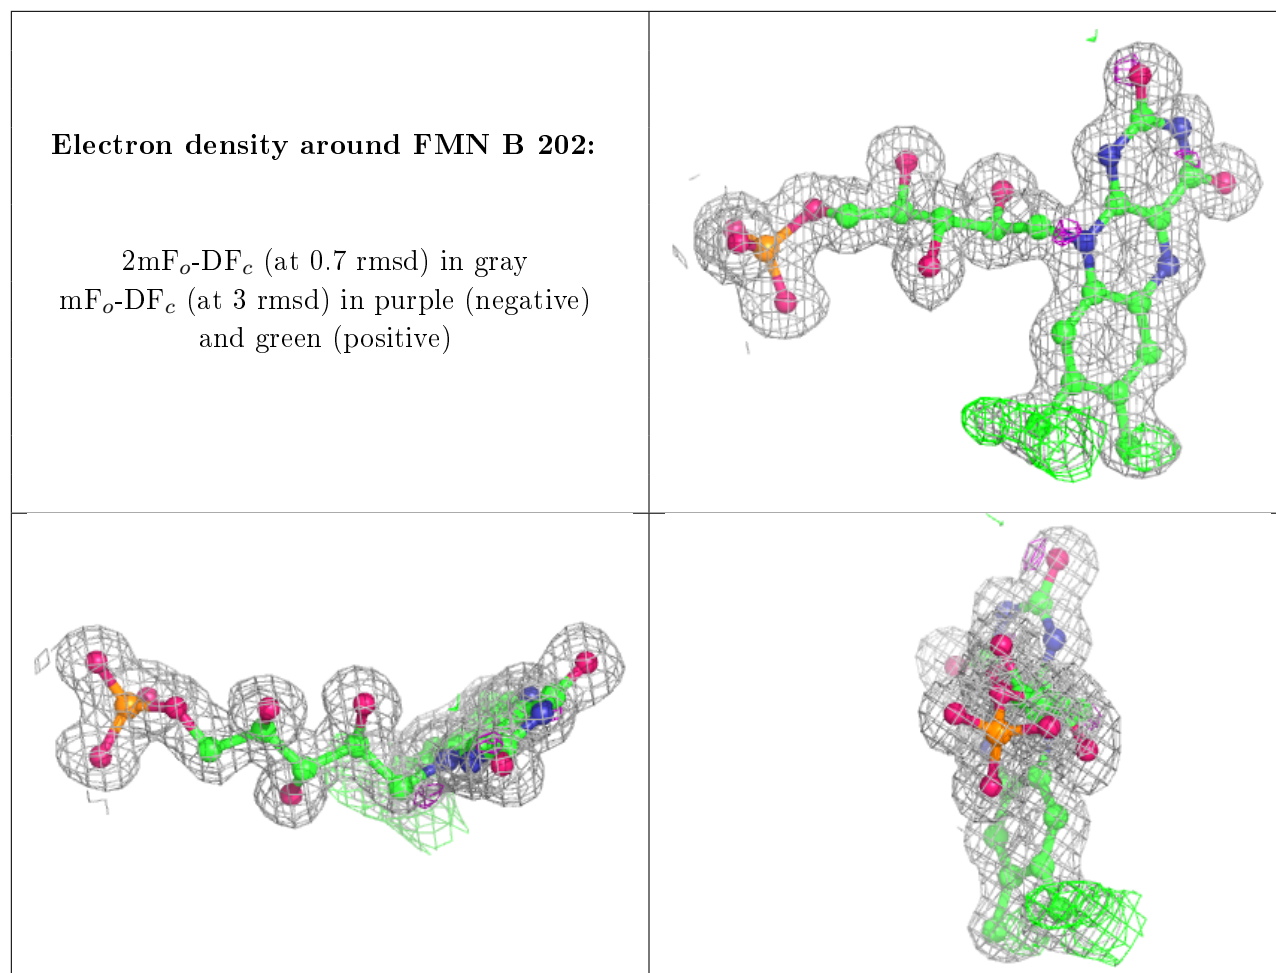 Electron density around FMN B 202:
2mFo-DFc (at 0.7 rmsd) in gray
mFo-DFc (at 3 rmsd) in purple (negative)
and green (positive)